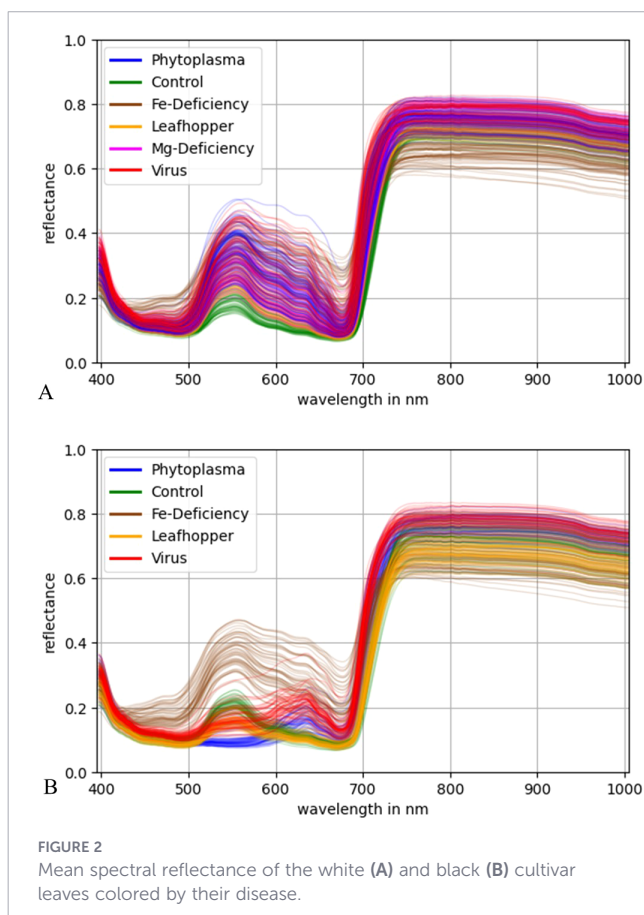 1.0
0.8
0.6
0.4
0.2
0.0
reflectance
Phytoplasma
Control
Fe-Deficiency
Leafhopper
Mg-Deficiency
Virus
400 500 600 700 800 900 1000
wavelength in nm
A
1.0
0.8
0.6
0.4
0.2
0.0
reflectance
Phytoplasma
Control
Fe-Deficiency
Leafhopper
Virus
400 500 600 700 800 900 1000
wavelength in nm
B
FIGURE 2
Mean spectral reflectance of the white (A) and black (B) cultivar
leaves colored by their disease.